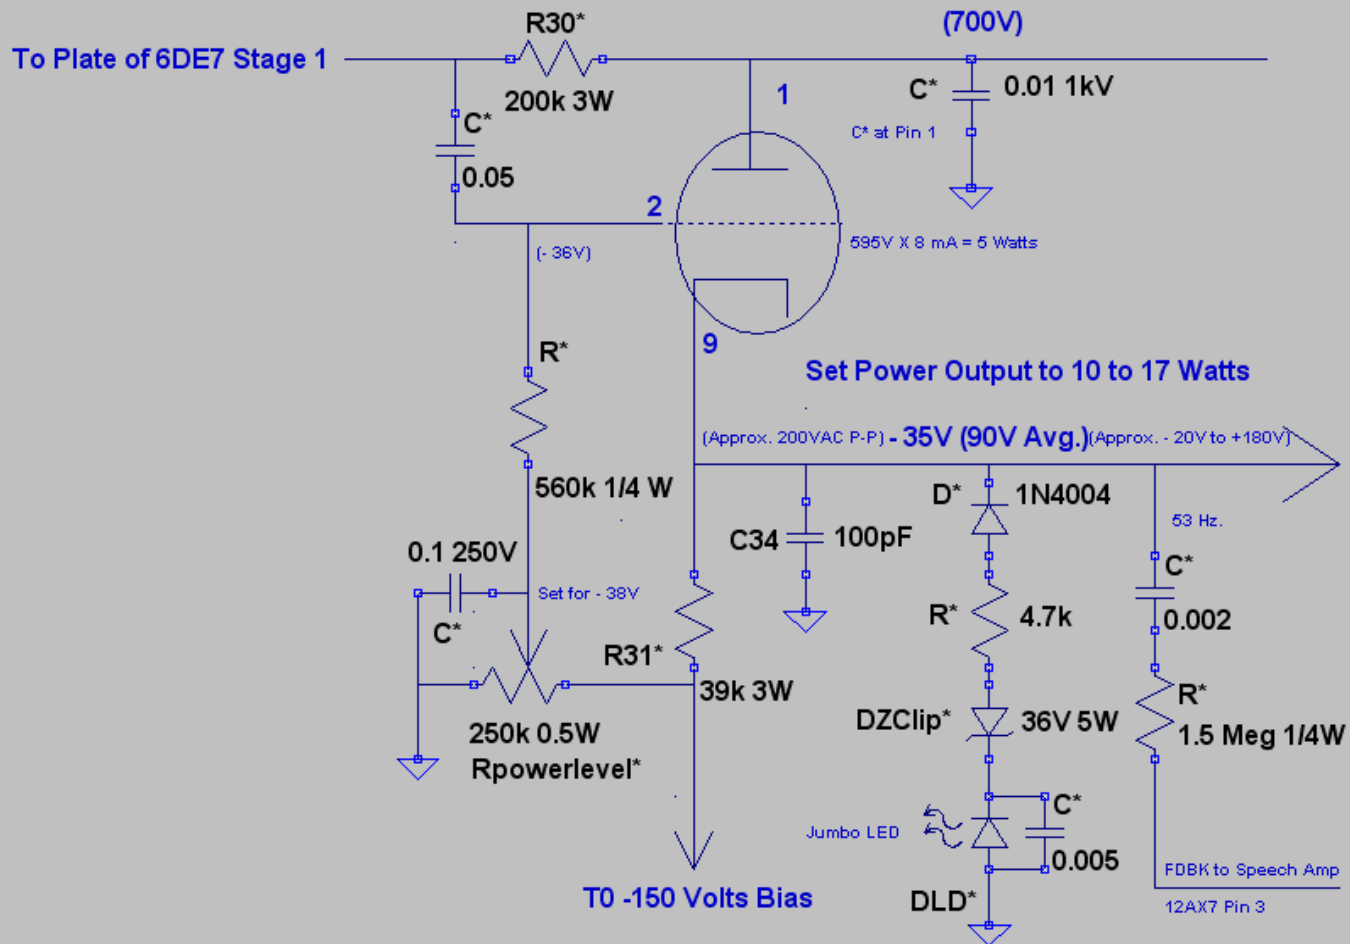 (700V)
R30*
To Plate of 6DE7 Stage 1
200k 3W
1
C*
0.01 1kV
C* at Pin 1
C*
0.05
2
(- 36V)
595V X 8 mA = 5 Watts
9
R*
Set Power Output to 10 to 17 Watts
(Approx. 200VAC P-P) - 35V (90V Avg.) (Approx. - 20V to +180V)
560k 1/4 W
D*
1N4004
53 Hz.
C34
100pF
0.1 250V
C*
Set for - 38V
C*
0.002
R*
4.7k
R31*
39k 3W
R*
1.5 Meg 1/4W
250k 0.5W
Rpowerlevel*
DZClip*
36V 5W
C*
Jumbo LED
0.005
FDBK to Speech Amp
12AX7 Pin 3
T0 -150 Volts Bias
DLD*